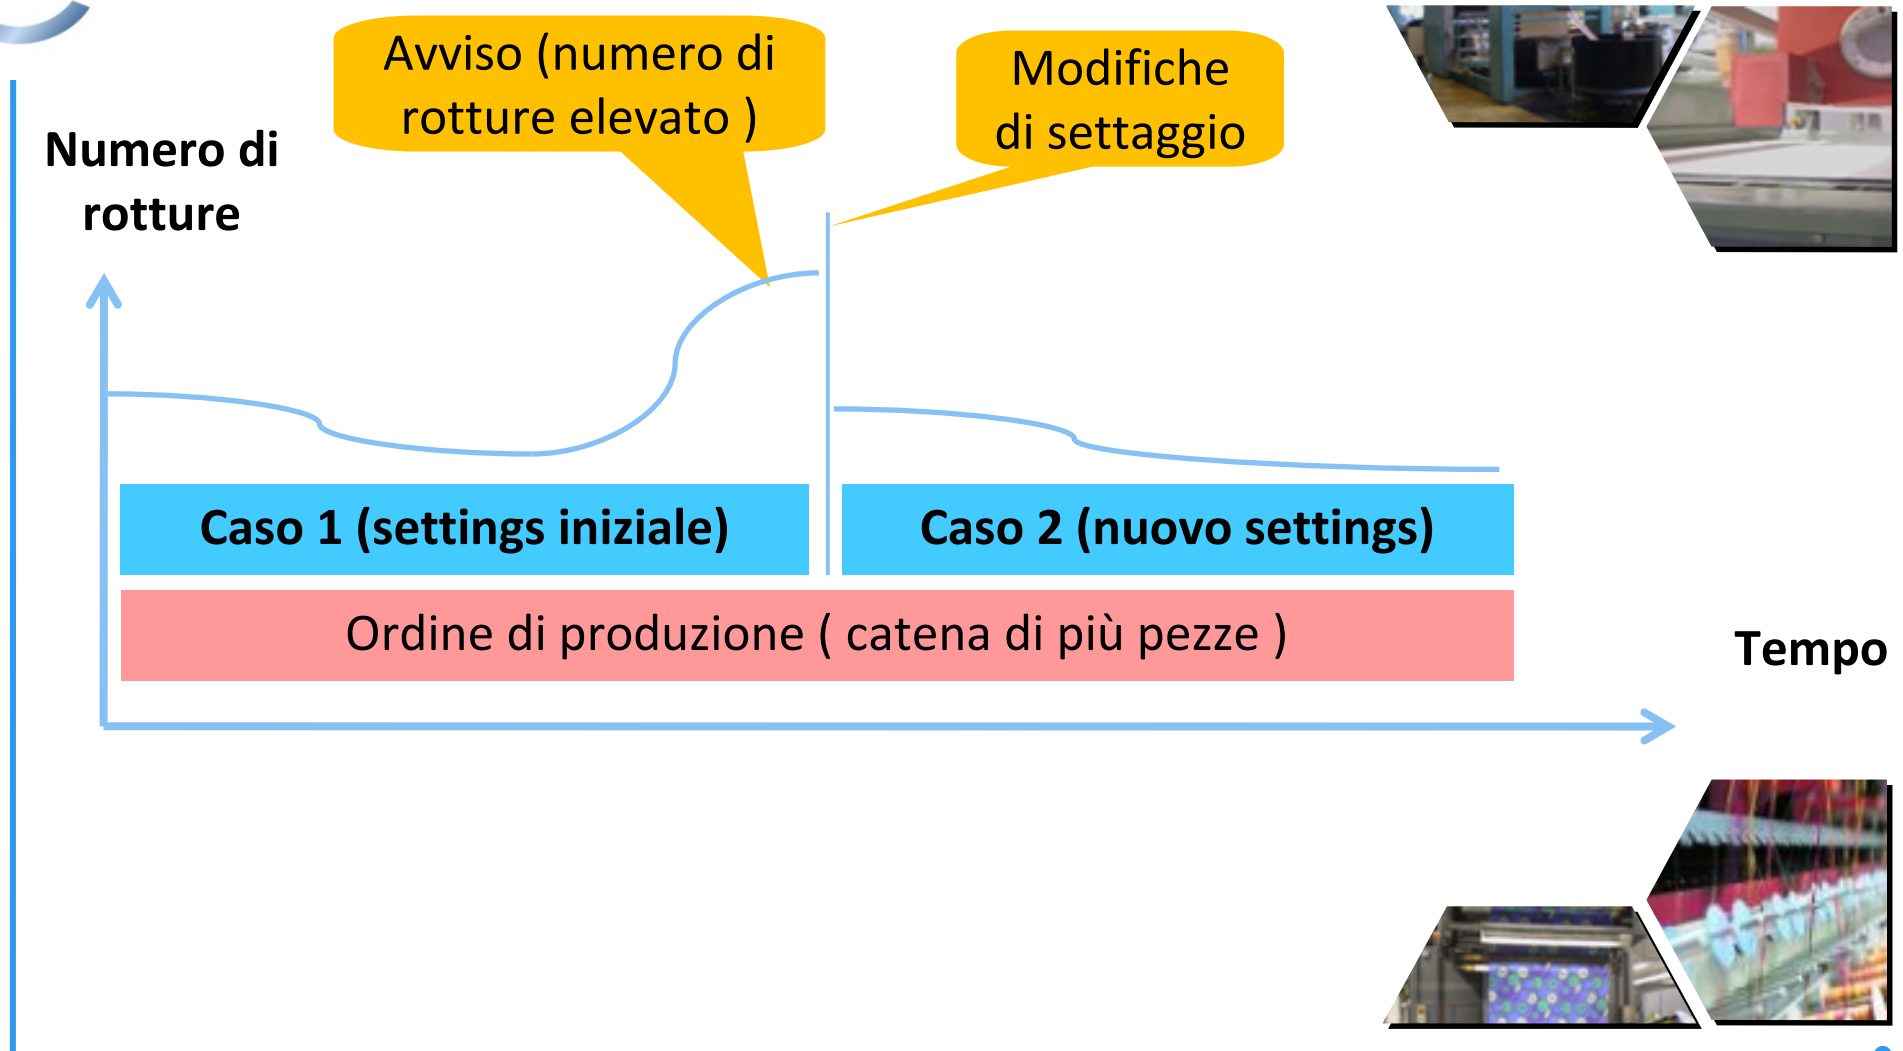 Avviso (numero di
rotture elevato )
Modifiche
di settaggio
Numero di
rotture
Caso 1 (settings iniziale)
Caso 2 (nuovo settings)
Ordine di produzione ( catena di più pezze )
Tempo